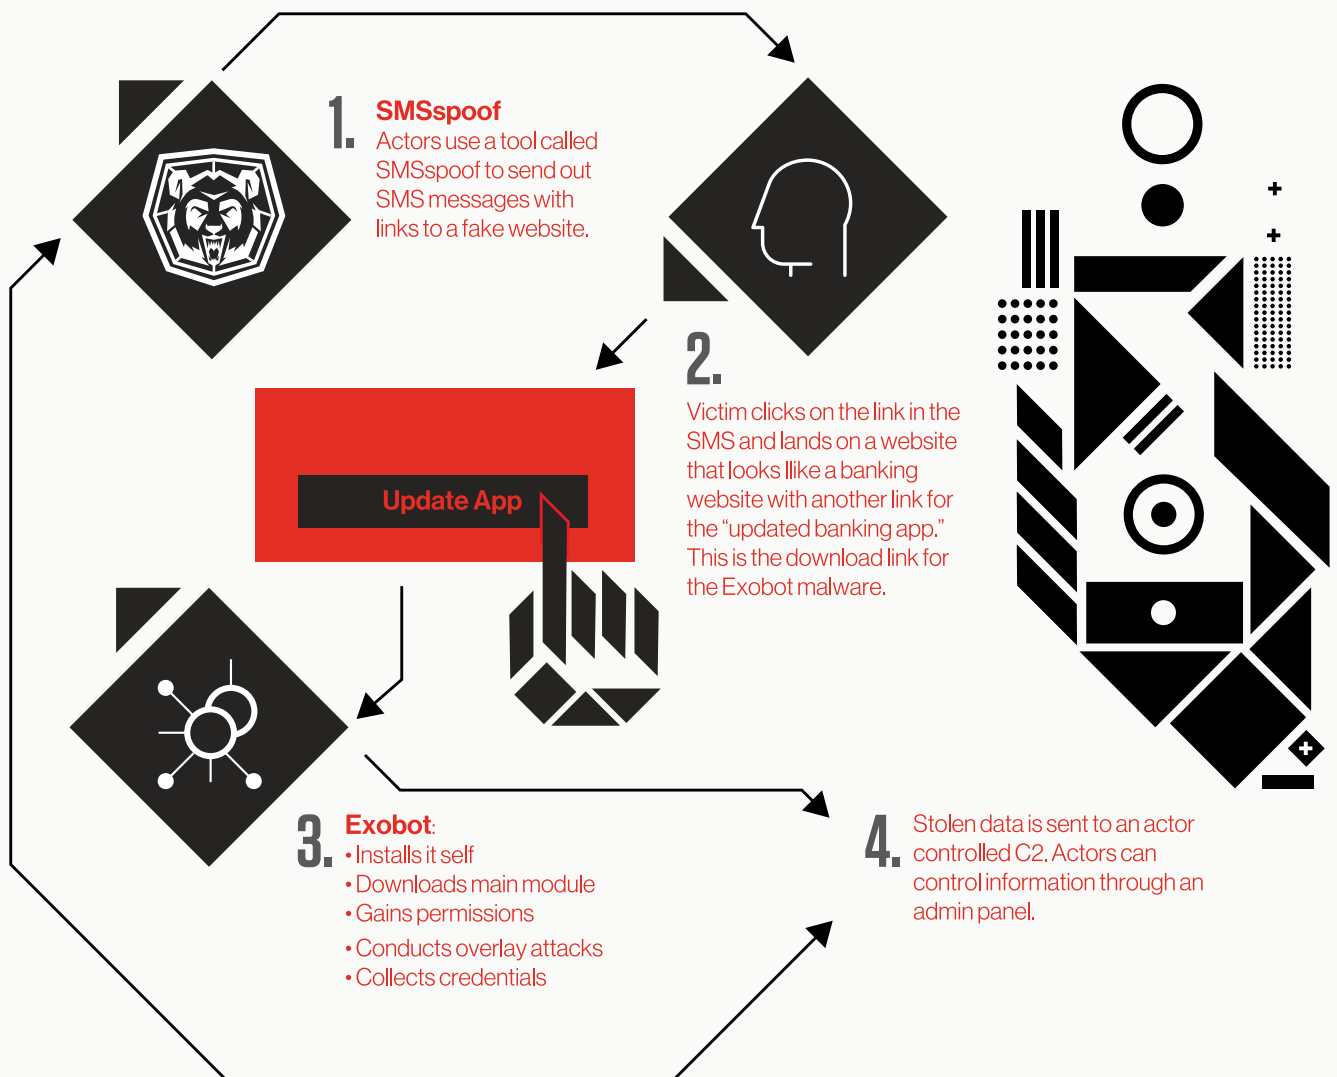 1.
SMSspoof
Actors use a tool called
SMSspoof to send out
SMS messages with
links to a fake website.
2.
Victim clicks on the link in the
SMS and lands on a website
that looks llike a banking
website with another link for
the “updated banking app.”
This is the download link for
the Exobot malware.
Update App
3.
Exobot:
• Installs it self
• Downloads main module
• Gains permissions
• Conducts overlay attacks
• Collects credentials
4.
Stolen data is sent to an actor
controlled C2. Actors can
control information through an
admin panel.